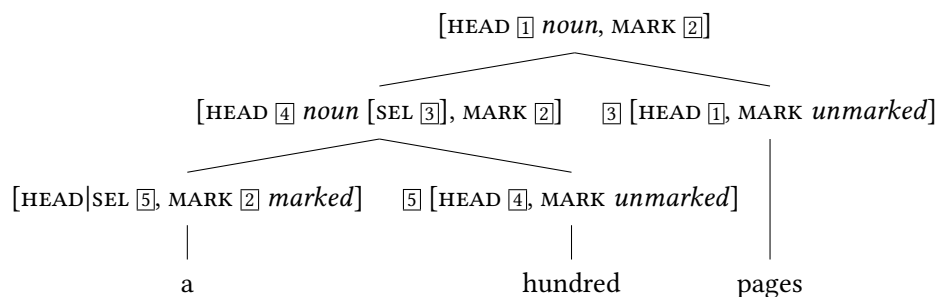 [HEAD 1 noun, MARK 2]
[HEAD 4 noun [SEL 3], MARK 2] 3 [HEAD 1, MARK unmarked]
[HEAD|SEL 5, MARK 2 marked] 5 [HEAD 4, MARK unmarked]
a hundred pages